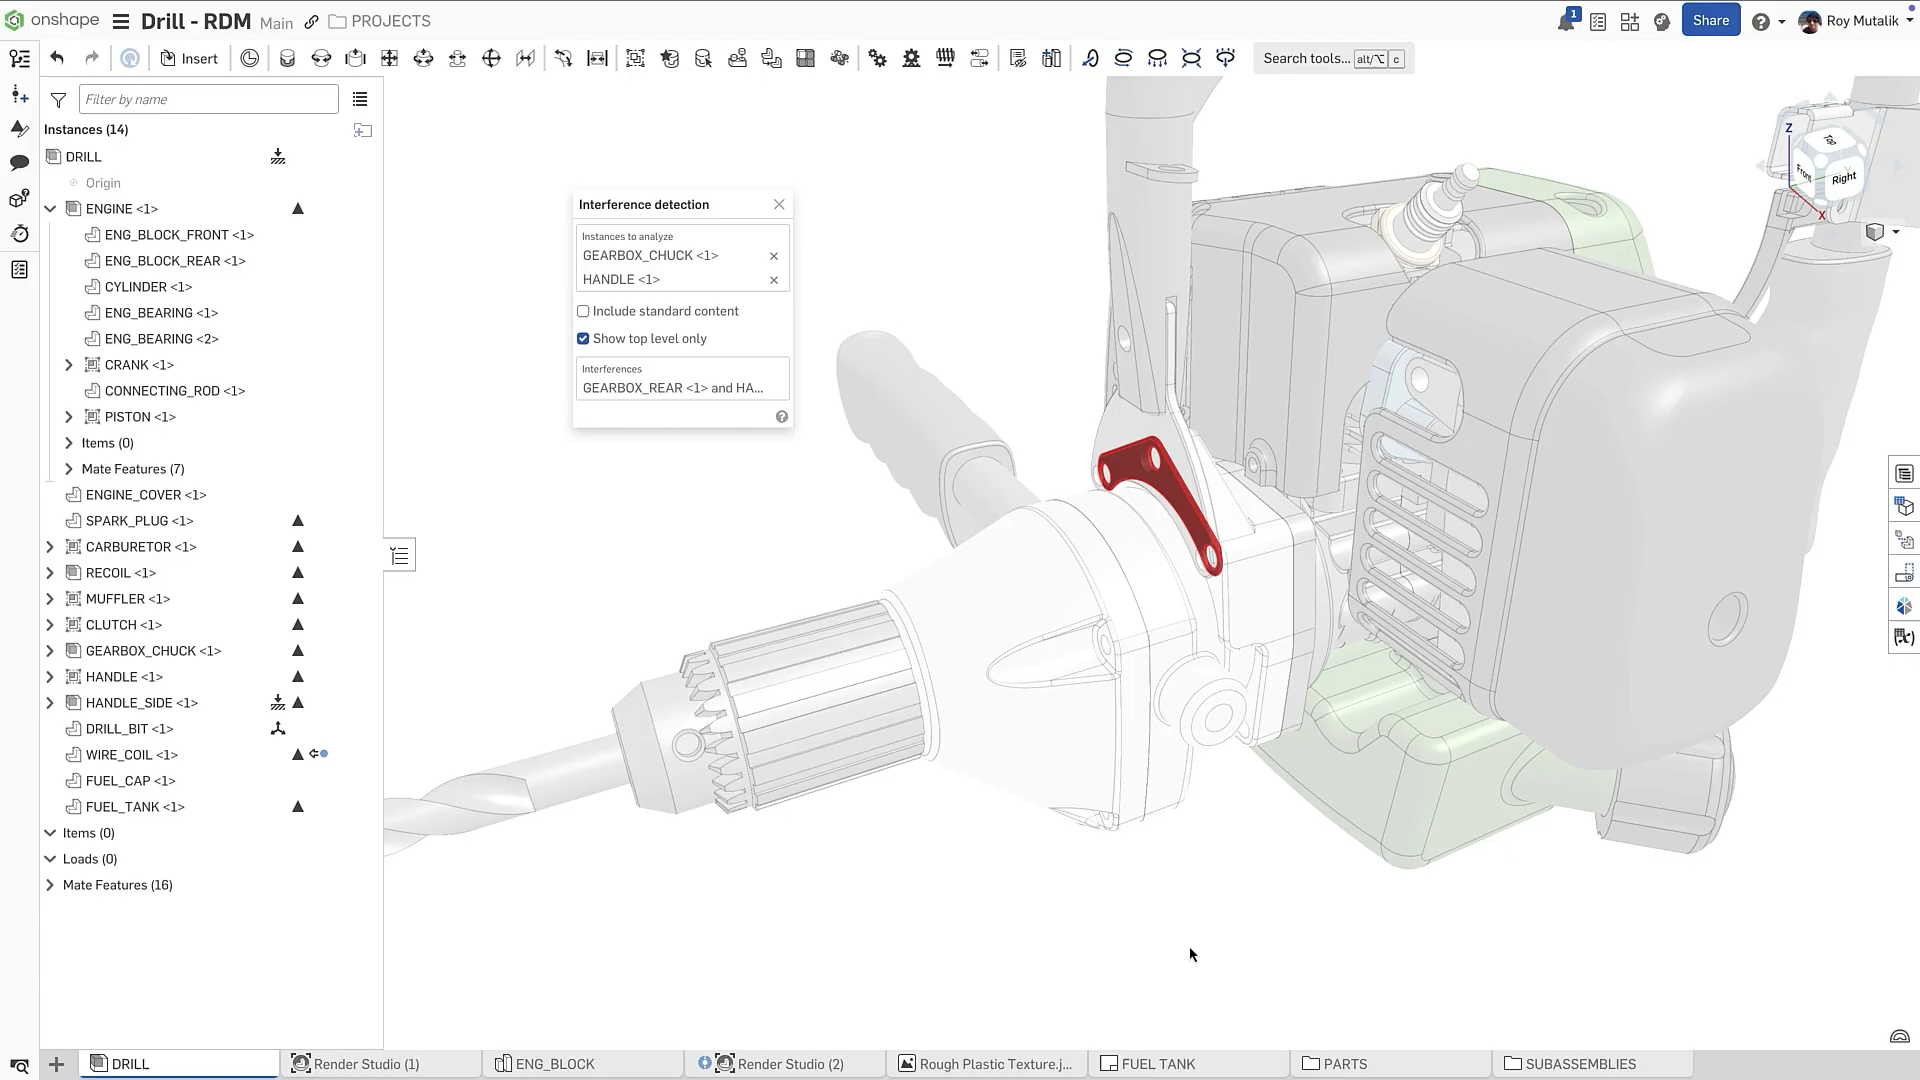 onshape Drill - RDM Main PROJECTS 1 Share Roy Mutalik
Insert Search tools... alt/⌥ c
Filter by name
Instances (14)
DRILL
Origin
ENGINE <1>
ENG_BLOCK_FRONT <1>
ENG_BLOCK_REAR <1>
CYLINDER <1>
ENG_BEARING <1>
ENG_BEARING <2>
CRANK <1>
CONNECTING_ROD <1>
PISTON <1>
Items (0)
Mate Features (7)
ENGINE_COVER <1>
SPARK_PLUG <1>
CARBURETOR <1>
RECOIL <1>
MUFFLER <1>
CLUTCH <1>
GEARBOX_CHUCK <1>
HANDLE <1>
HANDLE_SIDE <1>
DRILL_BIT <1>
WIRE_COIL <1>
FUEL_CAP <1>
FUEL_TANK <1>
Items (0)
Loads (0)
Mate Features (16)
Interference detection
Instances to analyze
GEARBOX_CHUCK <1>
HANDLE <1>
Include standard content
Show top level only
Interferences
GEARBOX_REAR <1> and HA...
Z
Top
Front
Right
X
DRILL Render Studio (1) ENG_BLOCK Render Studio (2) Rough Plastic Texture.j... FUEL TANK PARTS SUBASSEMBLIES